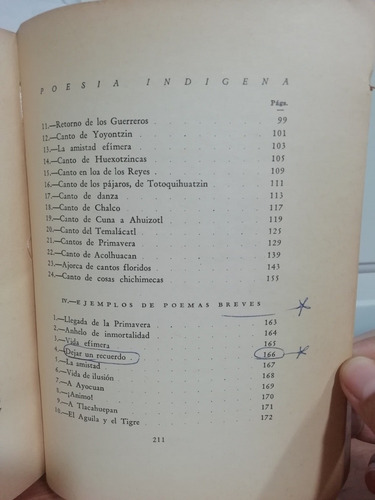 POESIA INDIGENA
Pága.
11.—Retorno de los Guerreros . . . . 99
12.—Canto de Yoyontzin . . . . 101
13.—La amistad efímera . . . . 103
14.—Canto de Huexotzincas . . . . 105
15.—Canto en loa de los Reyes . . . . 109
16.—Canto de los pájaros, de Totoquihuatzin . . 111
17.—Canto de danza . . . . 113
18.—Canto de Chalco . . . . 117
19.—Canto de Cuna a Ahuizotl . . . . 119
20.—Canto del Temalácatl . . . . 125
21.—Cantos de Primavera . . . . 129
22.—Canto de Acolhuacan . . . . 139
23.—Ajorca de cantos floridos . . . . 143
24.—Canto de cosas chichimecas . . . . 155
IV.—EJEMPLOS DE POEMAS BREVES
1.—Llegada de la Primavera . . . . 163
2.—Anhelo de inmortalidad . . . . 164
3.—Vida efímera . . . . 165
4.—Dejar un recuerdo . . . . 166
5.—La amistad . . . . 167
6.—Vida de ilusión . . . . 168
7.—A Ayocuan . . . . 169
8.—¡Animo! . . . . 170
9.—A Tlacahuepan . . . . 171
10.—El Aguila y el Tigre . . . . 172
211